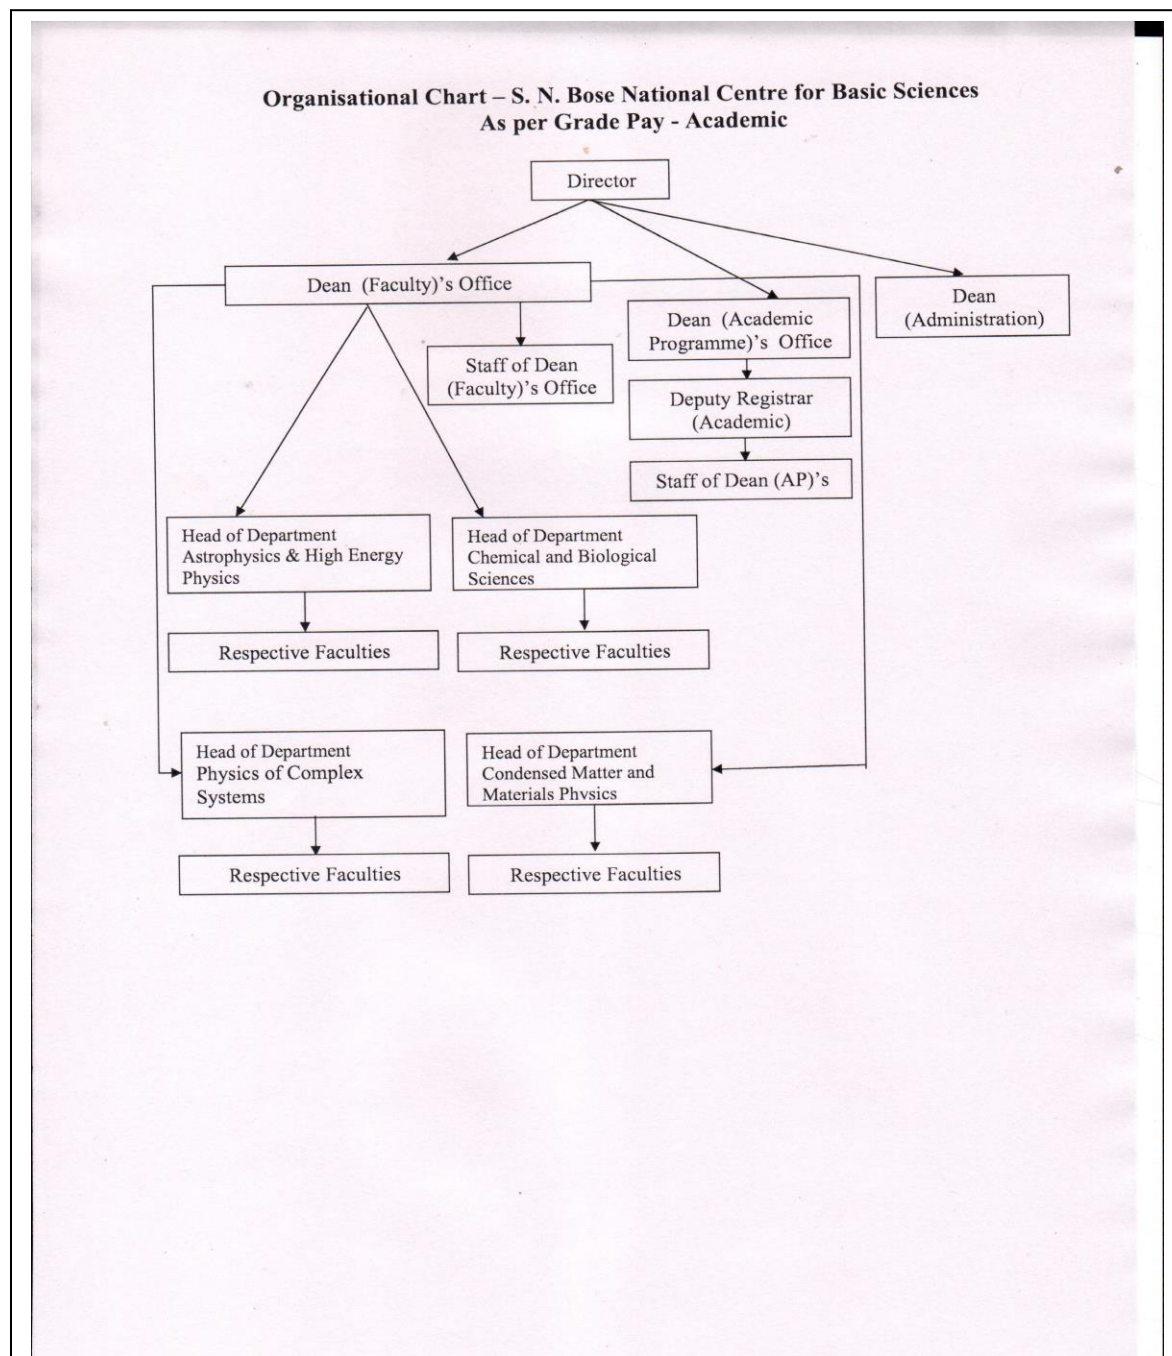 Organisational Chart – S. N. Bose National Centre for Basic Sciences
As per Grade Pay - Academic
Director
Dean (Faculty)'s Office
Dean
(Administration)
Dean (Academic
Programme)'s Office
Staff of Dean
(Faculty)'s Office
Deputy Registrar
(Academic)
Staff of Dean (AP)'s
Head of Department
Astrophysics & High Energy
Physics
Head of Department
Chemical and Biological
Sciences
Respective Faculties
Respective Faculties
Head of Department
Physics of Complex
Systems
Head of Department
Condensed Matter and
Materials Physics
Respective Faculties
Respective Faculties